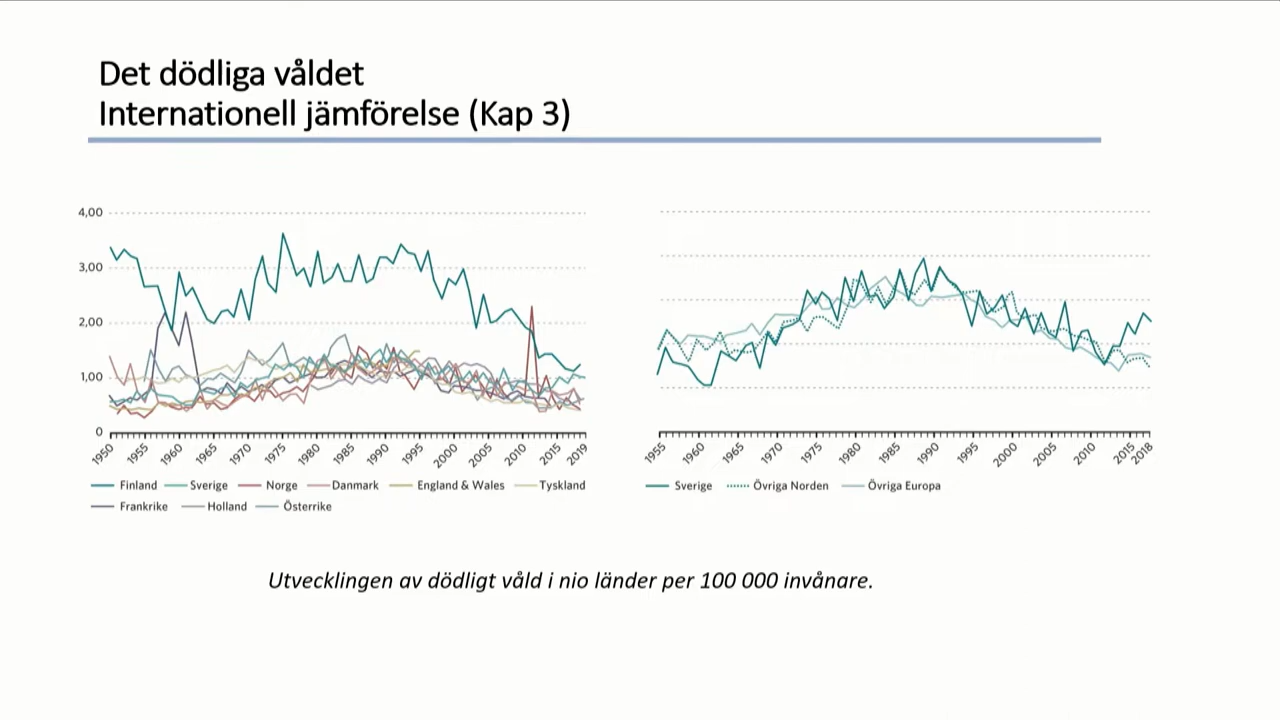 Det dödliga våldet
Internationell jämförelse (Kap 3)
4,00
3,00
2,00
1,00
0
1950 1955 1960 1965 1970 1975 1980 1985 1990 1995 2000 2005 2010 2015 2019
Finland Sverige Norge Danmark England & Wales Tyskland
Frankrike Holland Österrike
1955 1960 1965 1970 1975 1980 1985 1990 1995 2000 2005 2010 2015 2018
Sverige Övriga Norden Övriga Europa
Utvecklingen av dödligt våld i nio länder per 100 000 invånare.